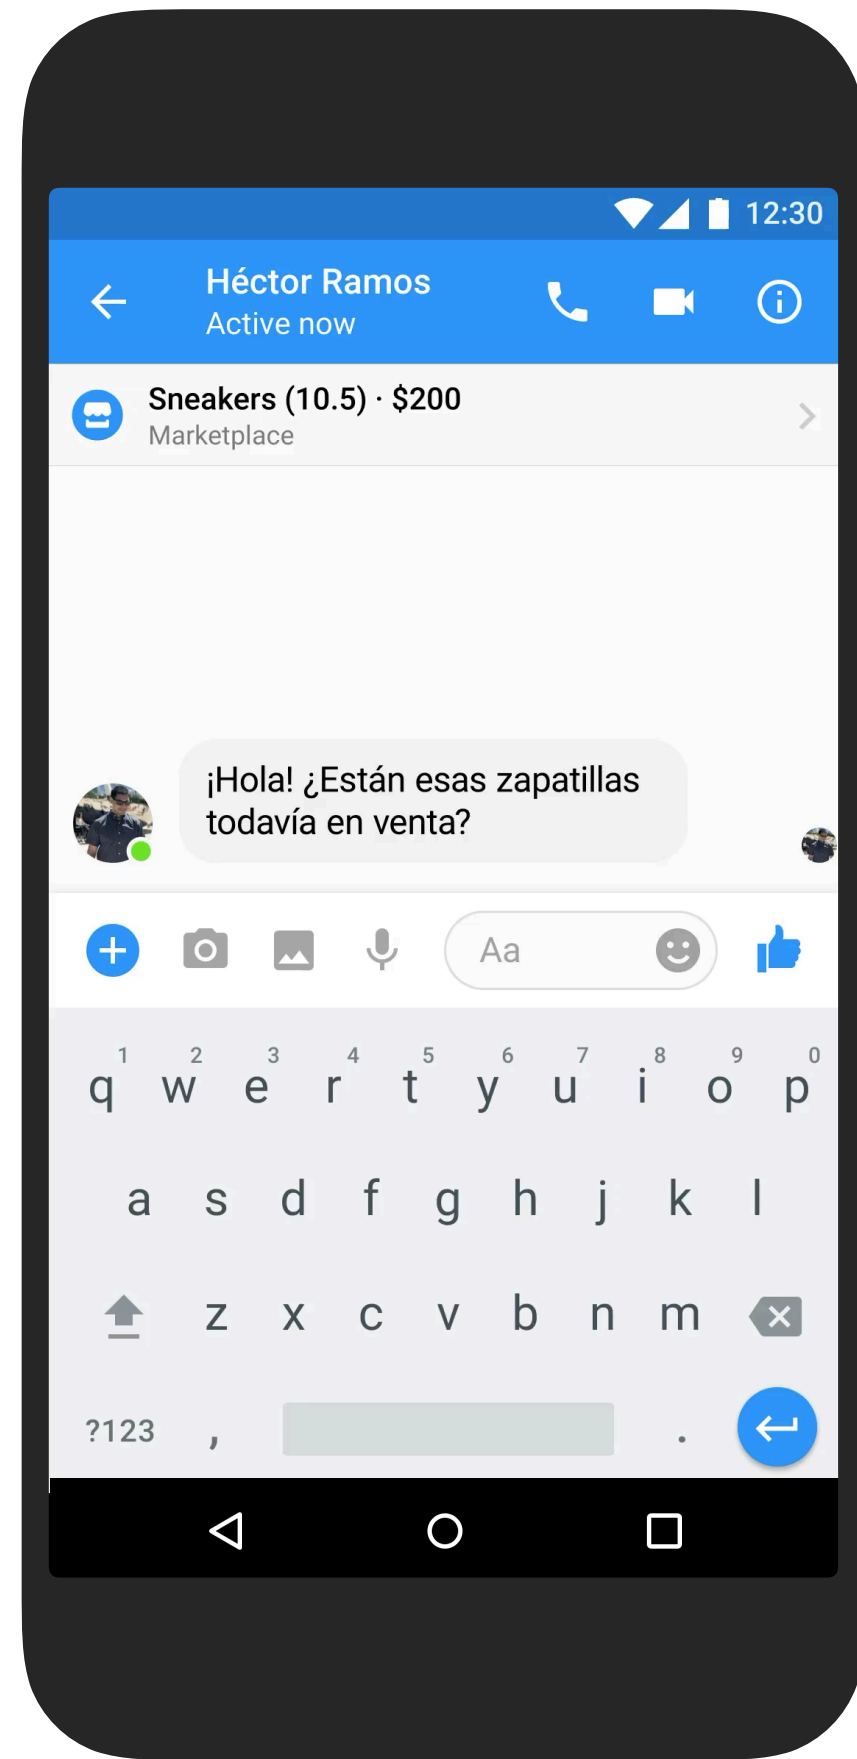 12:30
Héctor Ramos
Active now
Sneakers (10.5) · $200
Marketplace
¡Hola! ¿Están esas zapatillas
todavía en venta?
Aa
1 2 3 4 5 6 7 8 9 0
q w e r t y u i o p
a s d f g h j k l
z x c v b n m
?123 , .